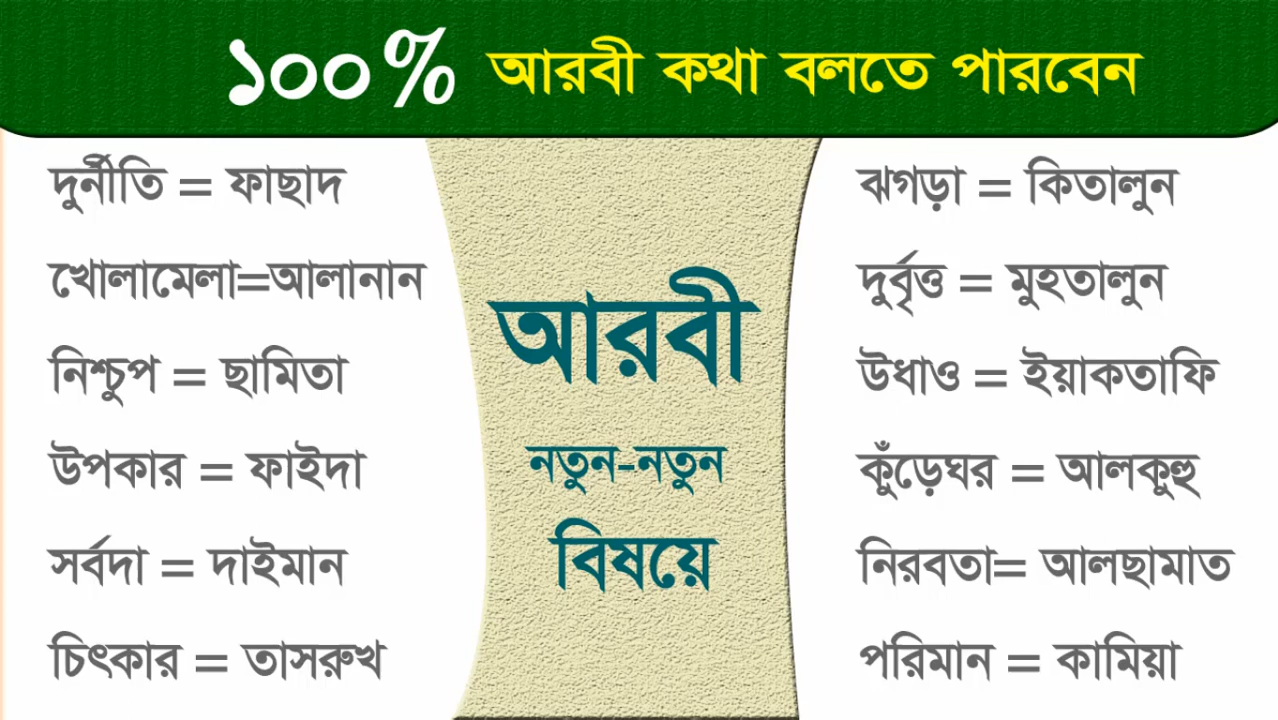 ১০০% আরবী কথা বলতে পারবেন
দুর্নীতি = ফাছাদ
খোলামেলা=আলানান
নিশ্চুপ = ছামিতা
উপকার = ফাইদা
সর্বদা = দাইমান
চিৎকার = তাসরুখ
আরবী
নতুন-নতুন
বিষয়ে
ঝগড়া = কিতালুন
দুর্বৃত্ত = মুহতালুন
উধাও = ইয়াকতাফি
কুঁড়েঘর = আলকুহু
নিরবতা= আলছামাত
পরিমান = কামিয়া